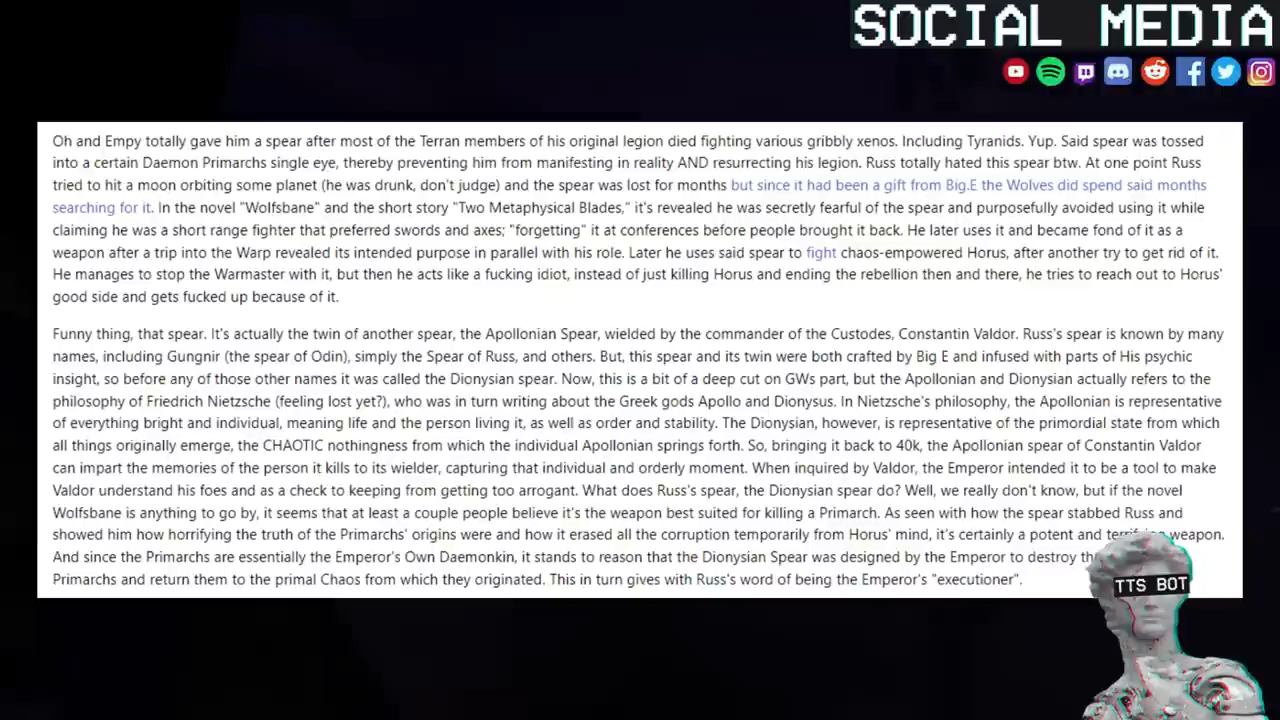 SOCIAL MEDIA
Oh and Empy totally gave him a spear after most of the Terran members of his original legion died fighting various gribbly xenos. Including Tyranids. Yup. Said spear was tossed
into a certain Daemon Primarchs single eye, thereby preventing him from manifesting in reality AND resurrecting his legion. Russ totally hated this spear btw. At one point Russ
tried to hit a moon orbiting some planet (he was drunk, don't judge) and the spear was lost for months but since it had been a gift from Big.E the Wolves did spend said months
searching for it. In the novel "Wolfsbane" and the short story "Two Metaphysical Blades," it's revealed he was secretly fearful of the spear and purposefully avoided using it while
claiming he was a short range fighter that preferred swords and axes; "forgetting" it at conferences before people brought it back. He later uses it and became fond of it as a
weapon after a trip into the Warp revealed its intended purpose in parallel with his role. Later he uses said spear to fight chaos-empowered Horus, after another try to get rid of it.
He manages to stop the Warmaster with it, but then he acts like a fucking idiot, instead of just killing Horus and ending the rebellion then and there, he tries to reach out to Horus'
good side and gets fucked up because of it.
Funny thing, that spear. It's actually the twin of another spear, the Apollonian Spear, wielded by the commander of the Custodes, Constantin Valdor. Russ's spear is known by many
names, including Gungnir (the spear of Odin), simply the Spear of Russ, and others. But, this spear and its twin were both crafted by Big E and infused with parts of His psychic
insight, so before any of those other names it was called the Dionysian spear. Now, this is a bit of a deep cut on GWs part, but the Apollonian and Dionysian actually refers to the
philosophy of Friedrich Nietzsche (feeling lost yet?), who was in turn writing about the Greek gods Apollo and Dionysus. In Nietzsche's philosophy, the Apollonian is representative
of everything bright and individual, meaning life and the person living it, as well as order and stability. The Dionysian, however, is representative of the primordial state from which
all things originally emerge, the CHAOTIC nothingness from which the individual Apollonian springs forth. So, bringing it back to 40k, the Apollonian spear of Constantin Valdor
can impart the memories of the person it kills to its wielder, capturing that individual and orderly moment. When inquired by Valdor, the Emperor intended it to be a tool to make
Valdor understand his foes and as a check to keeping from getting too arrogant. What does Russ's spear, the Dionysian spear do? Well, we really don't know, but if the novel
Wolfsbane is anything to go by, it seems that at least a couple people believe it's the weapon best suited for killing a Primarch. As seen with how the spear stabbed Russ and
showed him how horrifying the truth of the Primarchs' origins were and how it erased all the corruption temporarily from Horus' mind, it's certainly a potent and terrifying weapon.
And since the Primarchs are essentially the Emperor's Own Daemonkin, it stands to reason that the Dionysian Spear was designed by the Emperor to destroy
Primarchs and return them to the primal Chaos from which they originated. This in turn gives with Russ's word of being the Emperor's "executioner".
TTS BOT